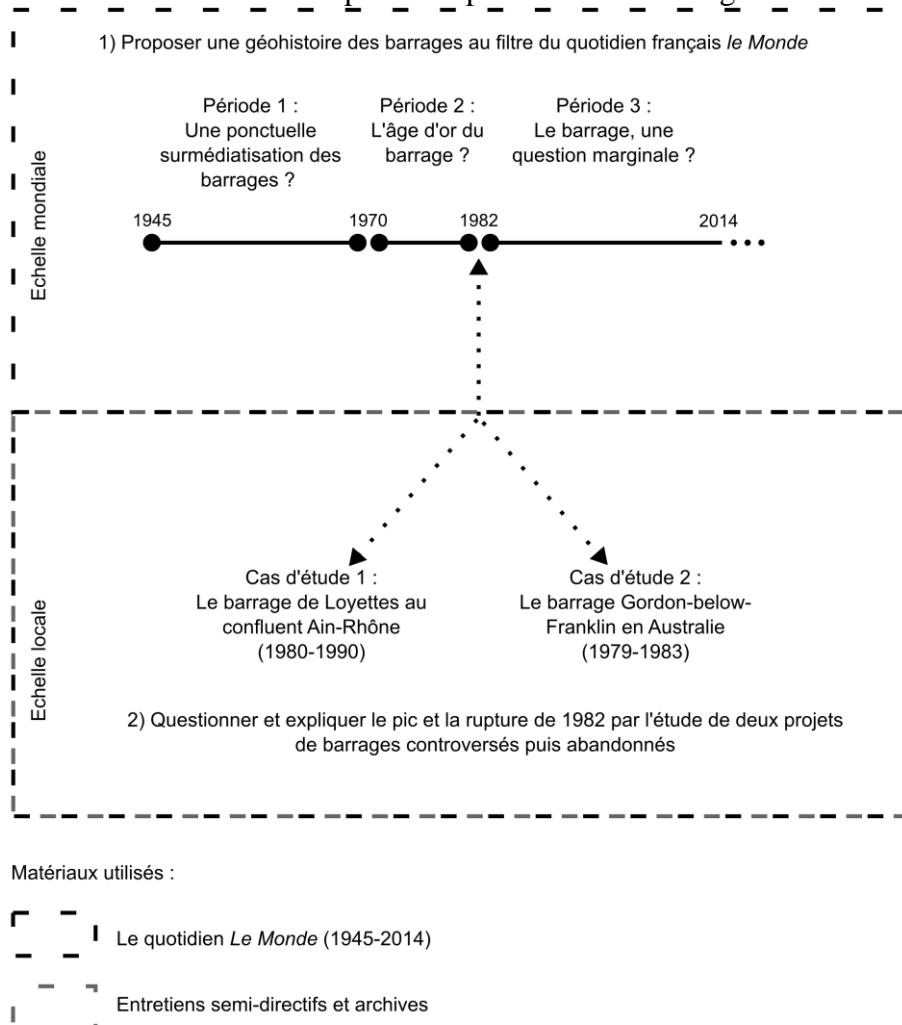 1) Proposer une géohistoire des barrages au filtre du quotidien français le Monde
Période 1 :
Une ponctuelle
surmédiatisation des
barrages ?
Période 2 :
L'âge d'or du
barrage ?
Période 3 :
Le barrage, une
question marginale ?
Echelle mondiale
1945
1970
1982
2014
Cas d'étude 1 :
Le barrage de Loyettes au
confluent Ain-Rhône
(1980-1990)
Cas d'étude 2 :
Le barrage Gordon-below-
Franklin en Australie
(1979-1983)
Echelle locale
2) Questionner et expliquer le pic et la rupture de 1982 par l'étude de deux projets
de barrages controversés puis abandonnés
Matériaux utilisés :
Le quotidien Le Monde (1945-2014)
Entretiens semi-directifs et archives